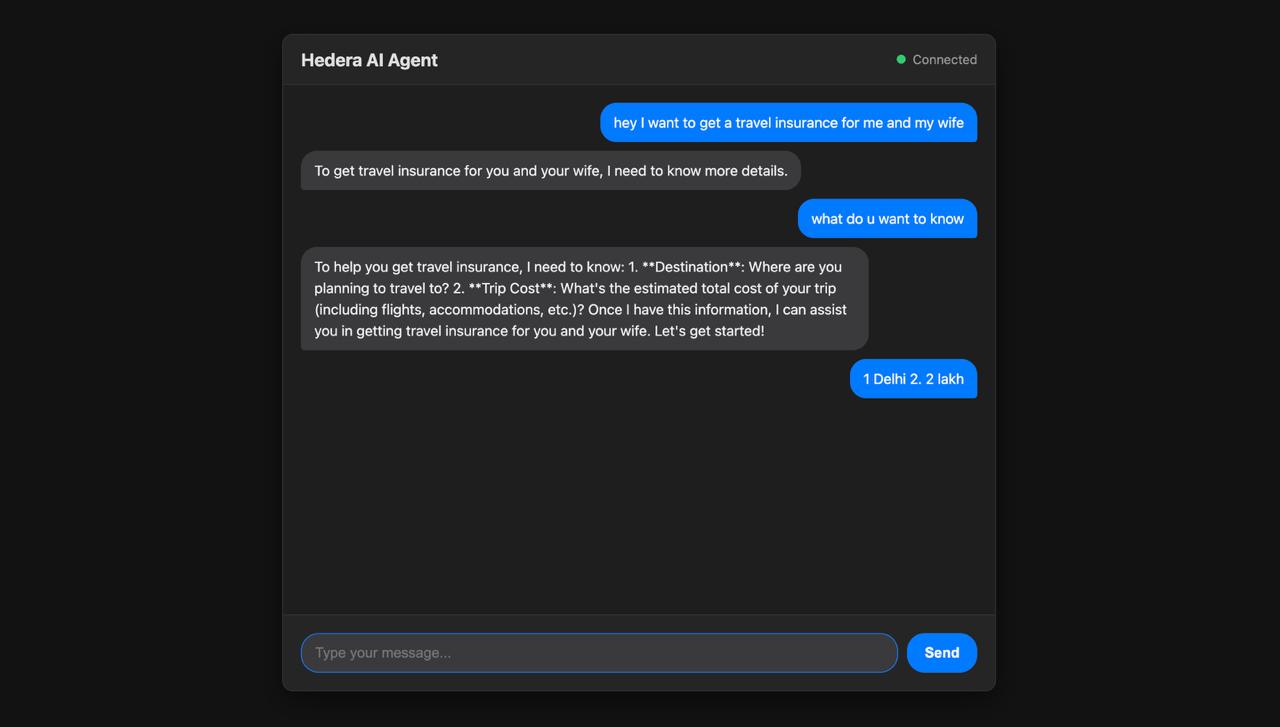 Hedera AI Agent
Connected
hey I want to get a travel insurance for me and my wife
To get travel insurance for you and your wife, I need to know more details.
what do u want to know
To help you get travel insurance, I need to know: 1. **Destination**: Where are you
planning to travel to? 2. **Trip Cost**: What's the estimated total cost of your trip
(including flights, accommodations, etc.)? Once I have this information, I can assist
you in getting travel insurance for you and your wife. Let's get started!
1 Delhi 2. 2 lakh
Type your message...
Send